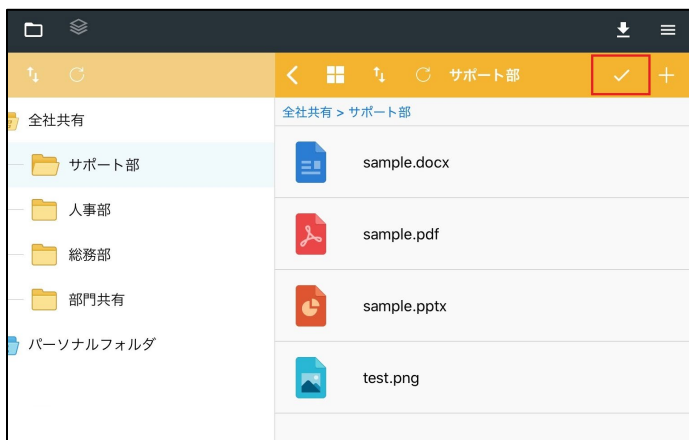 サポート部
全社共有
サポート部
人事部
総務部
部門共有
パーソナルフォルダ
全社共有 > サポート部
sample.docx
sample.pdf
sample.pptx
test.png